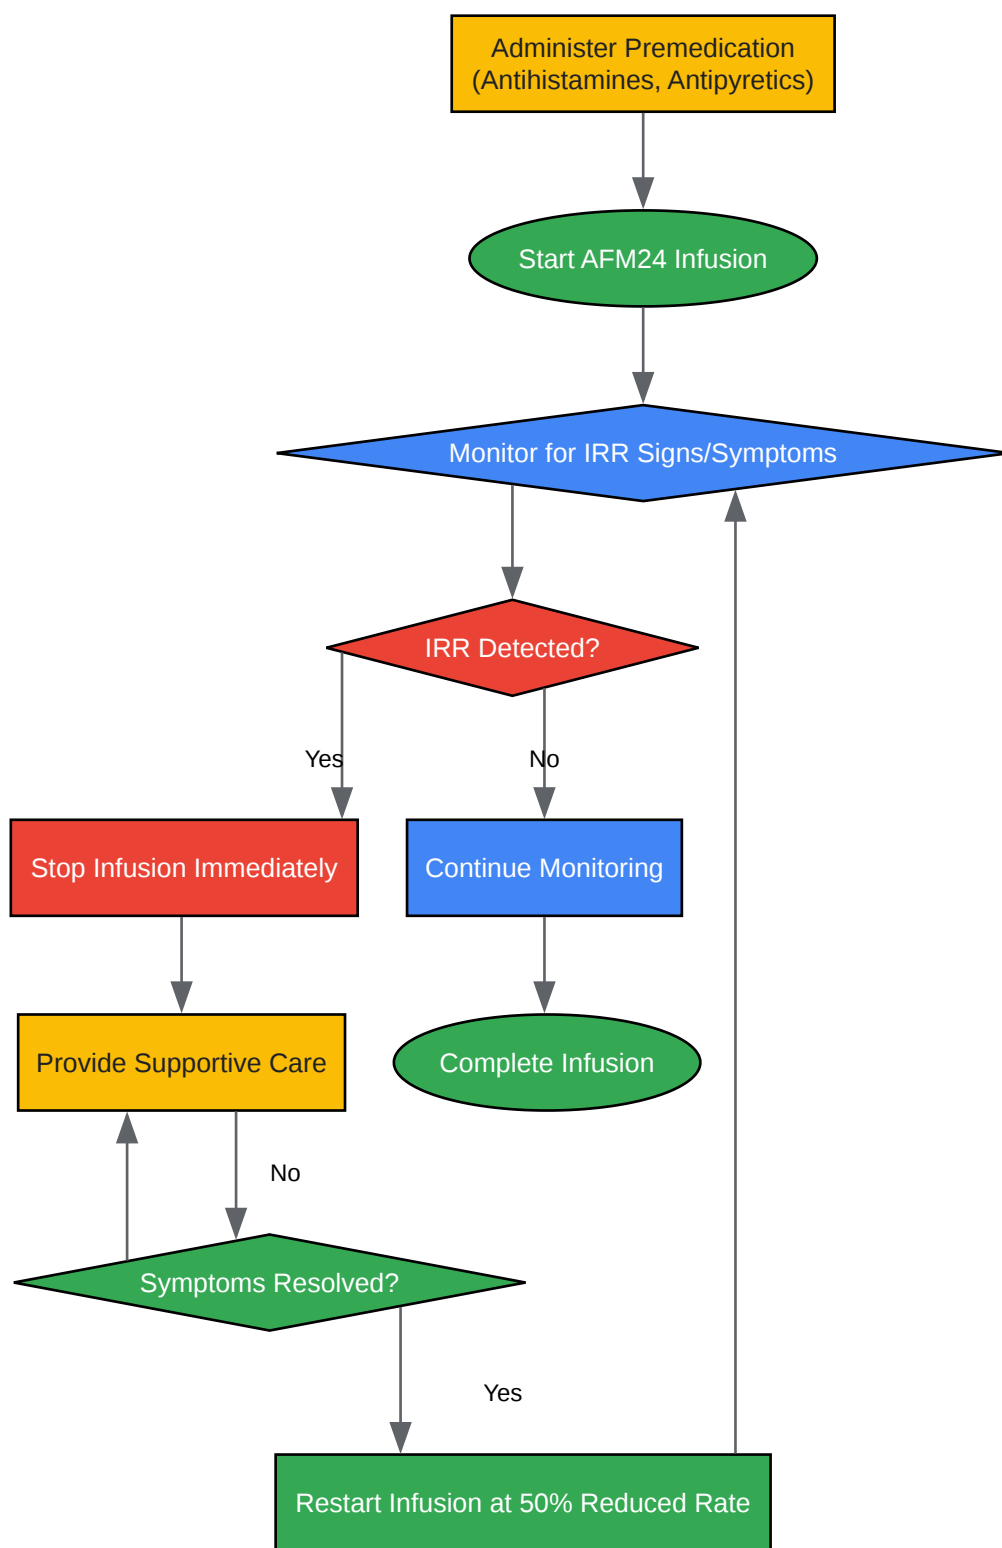 Administer Premedication
(Antihistamines, Antipyretics)
Start AFM24 Infusion
Monitor for IRR Signs/Symptoms
IRR Detected?
Yes
No
Stop Infusion Immediately
Continue Monitoring
Provide Supportive Care
Complete Infusion
No
Symptoms Resolved?
Yes
Restart Infusion at 50% Reduced Rate